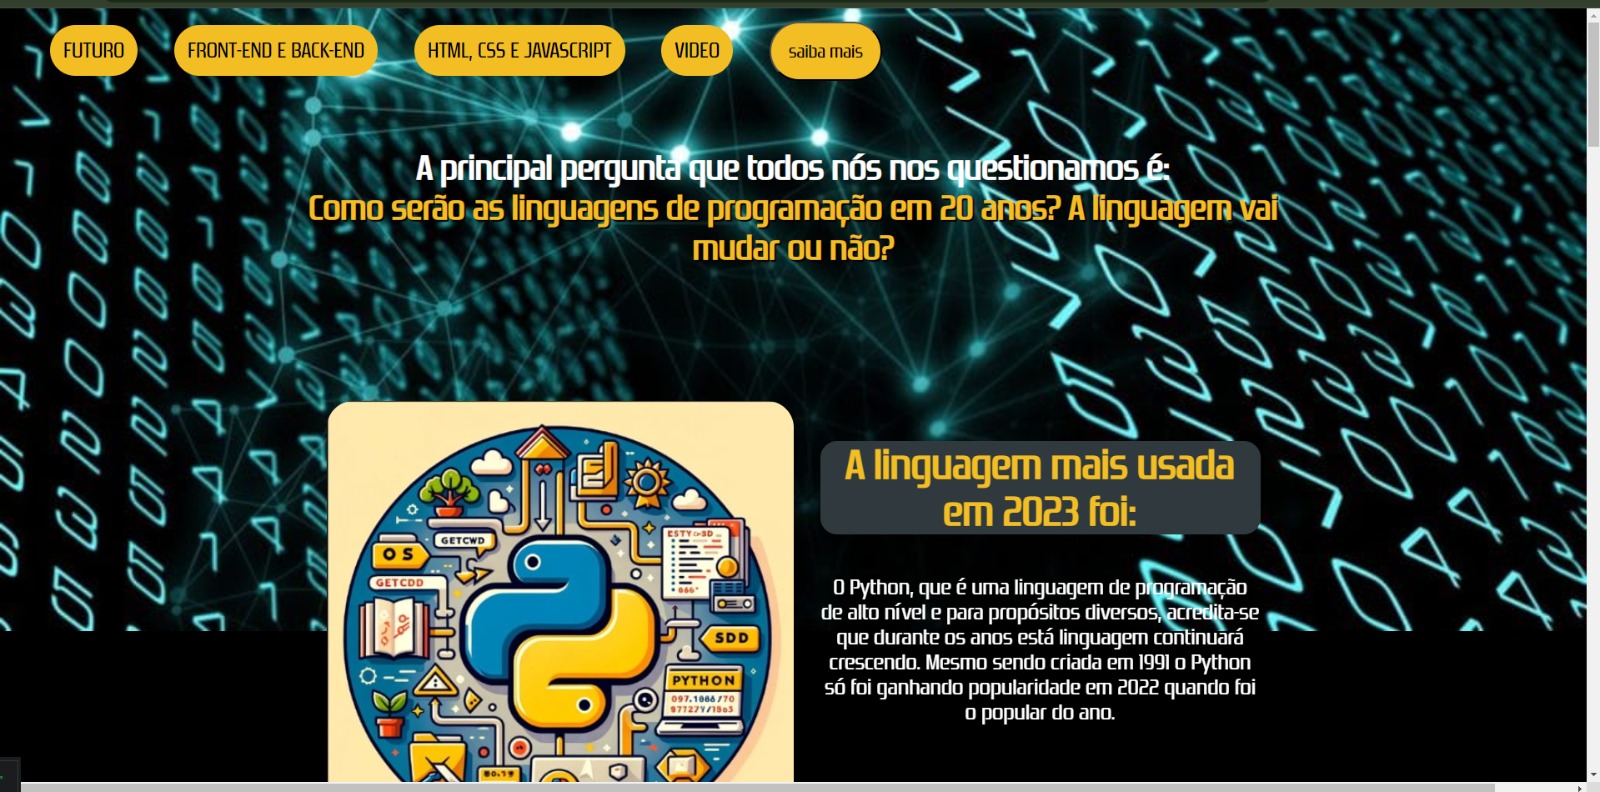 FUTURO
FRONT-END E BACK-END
HTML, CSS E JAVASCRIPT
VIDEO
saiba mais
A principal pergunta que todos nós nos questionamos é:
Como serão as linguagens de programação em 20 anos? A linguagem vai
mudar ou não?
A linguagem mais usada
em 2023 foi:
O Python, que é uma linguagem de programação
de alto nível e para propósitos diversos, acredita-se
que durante os anos está linguagem continuará
crescendo. Mesmo sendo criada em 1991 o Python
só foi ganhando popularidade em 2022 quando foi
o popular do ano.
OS
GETCWD
GETCDD
SDD
PYTHON